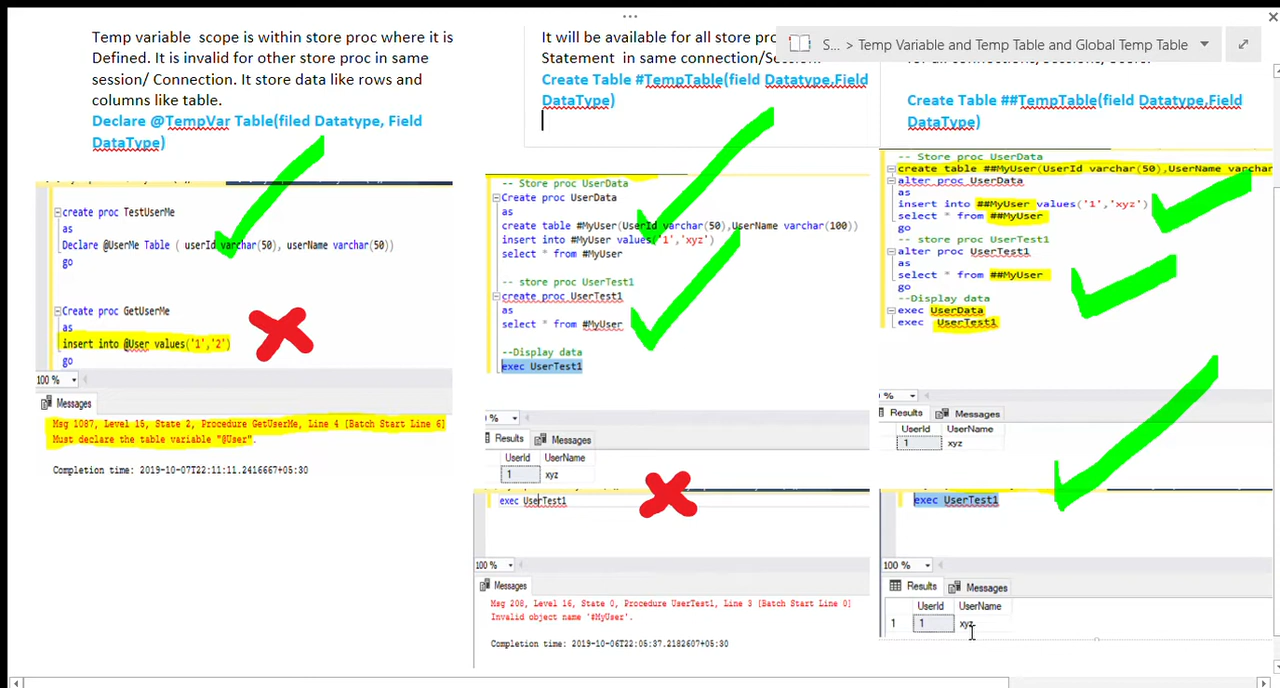 Temp variable scope is within store proc where it is
Defined. It is invalid for other store proc in same
session/ Connection. It store data like rows and
columns like table.
Declare @TempVar Table(filed Datatype, Field
DataType)
create proc TestUserMe
as
Declare @UserMe Table ( userId varchar(50), userName varchar(50))
go
Create proc GetUserMe
as
insert into @User values('1','2')
go
100 %
Messages
Msg 1087, Level 15, State 2, Procedure GetUserMe, Line 4 [Batch Start Line 6]
Must declare the table variable "@User".
Completion time: 2019-10-07T22:11:11.2416667+05:30
It will be available for all store
Statement in same
Create Table #TempTable(field Datatype,Field
DataType)
-- Store proc UserData
Create proc UserData
as
create table #MyUser(UserId varchar(50),UserName varchar(100))
insert into #MyUser values('1','xyz')
select * from #MyUser
-- store proc UserTest1
create proc UserTest1
as
select * from #MyUser
--Display data
exec UserTest1
%
Results Messages
UserId UserName
1 xyz
exec UserTest1
100 %
Messages
Msg 208, Level 16, State 0, Procedure UserTest1, Line 3 [Batch Start Line 0]
Invalid object name '#MyUser'.
Completion time: 2019-10-06T22:05:37.2182607+05:30
S... > Temp Variable and Temp Table and Global Temp Table
Create Table ##TempTable(field Datatype,Field
DataType)
-- Store proc UserData
create table ##MyUser(UserId varchar(50),UserName varchar
alter proc UserData
as
insert into ##MyUser values('1','xyz')
select * from ##MyUser
go
-- store proc UserTest1
alter proc UserTest1
as
select * from ##MyUser
go
--Display data
exec UserData
exec UserTest1
%
Results Messages
UserId UserName
1 xyz
exec UserTest1
100 %
Results Messages
UserId UserName
1 1 xyz